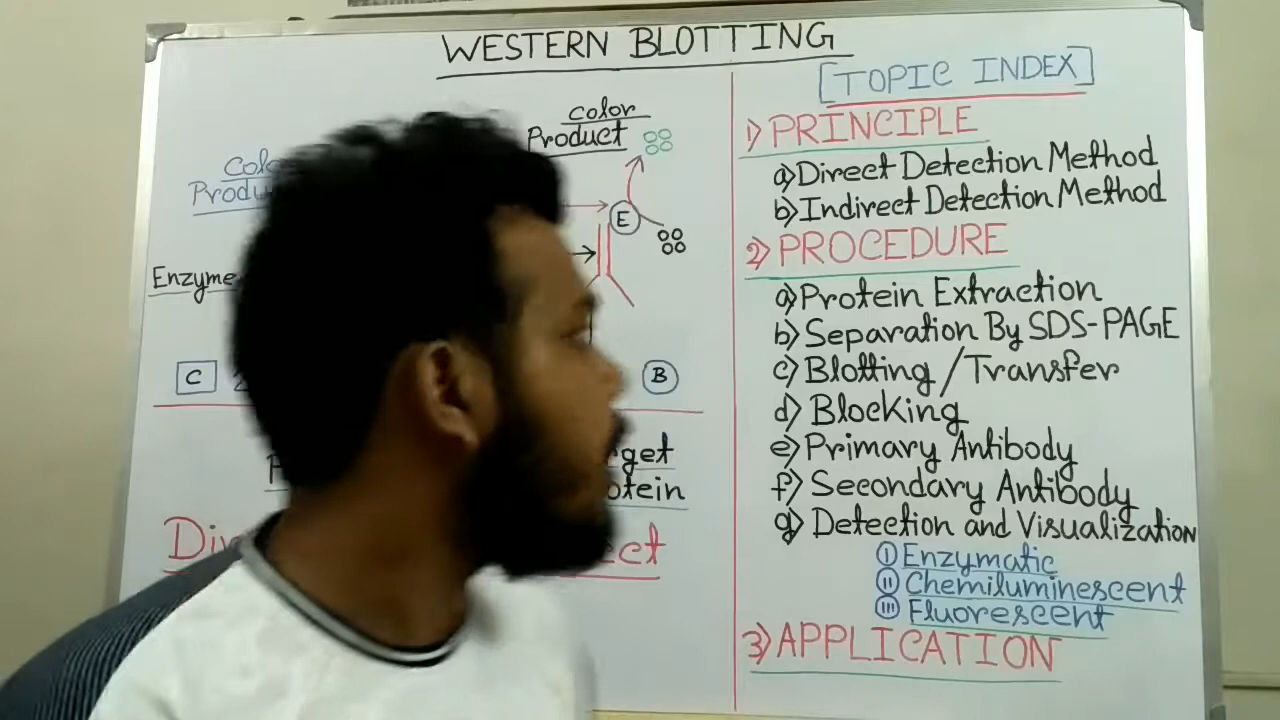 WESTERN BLOTTING
color
Product
E
Enzyme
C
B
[TOPIC INDEX]
1) PRINCIPLE
a) Direct Detection Method
b) Indirect Detection Method
2) PROCEDURE
a) Protein Extraction
b) Separation By SDS-PAGE
c) Blotting/Transfer
d) Blocking
e) Primary Antibody
f) Secondary Antibody
g) Detection and Visualization
I Enzymatic
II Chemiluminescent
III Fluorescent
3) APPLICATION